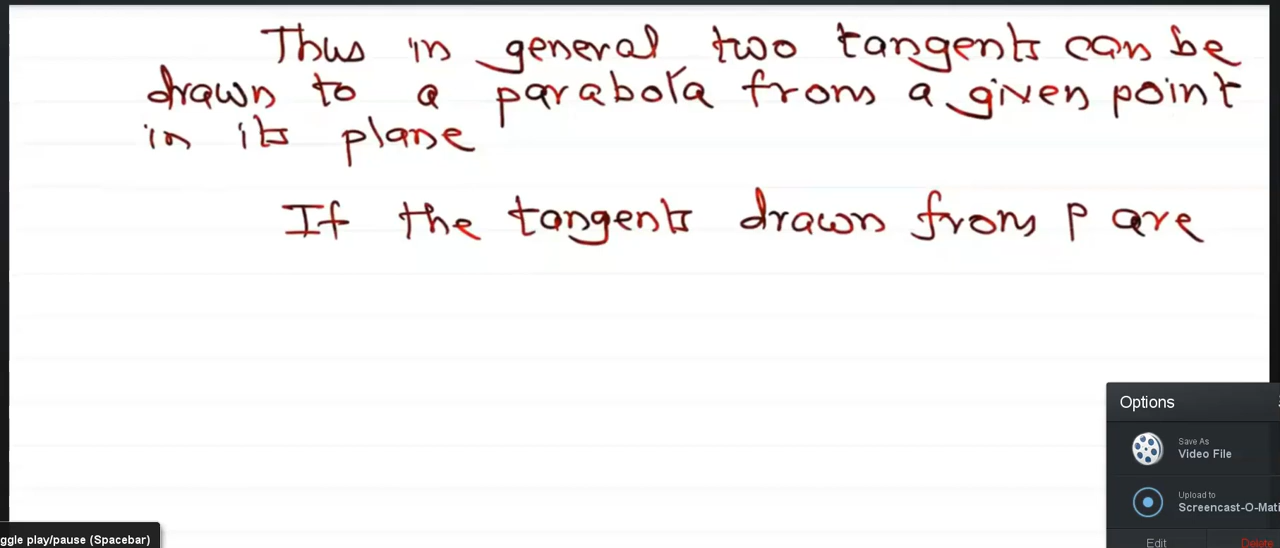 Thus in general two tangents can be
drawn to a parabola from a given point
in its plane
If the tangents drawn from P are
Options
Save As
Video File
Upload to
Screencast-O-Mati
Edit
Delete
ggle play/pause (Spacebar)